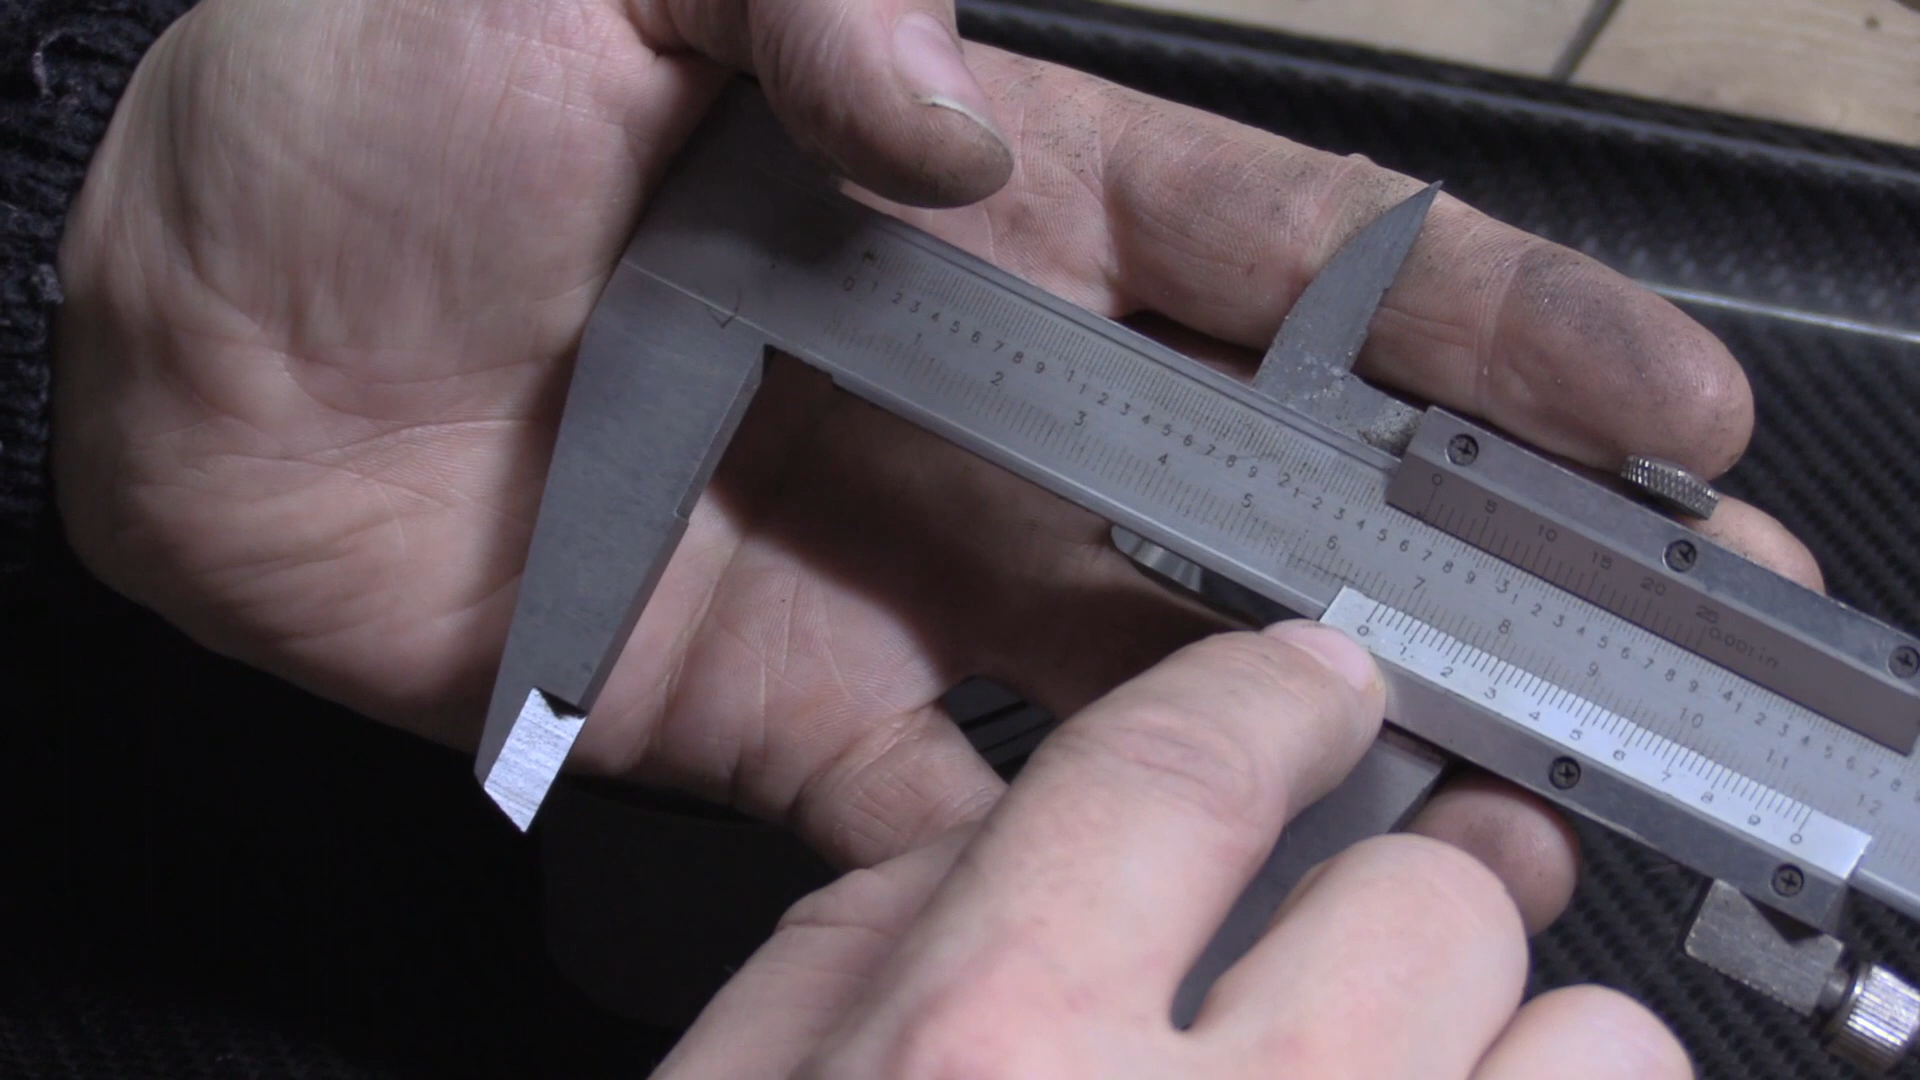 0 1 2 3 4 5 6 7 8 9 1 1 2 3 4 5 6 7 8 9 2 1 2 3 4 5 6 7 8 9 3 1 2 3 4 5 6 7 8 9 4 1 2 3 4 5 6 7 8
1 2 3 4 5 6 7 8 9 10 11 12
0 5 10 15 20 25
0.001in
0 1 2 3 4 5 6 7 8 9 0